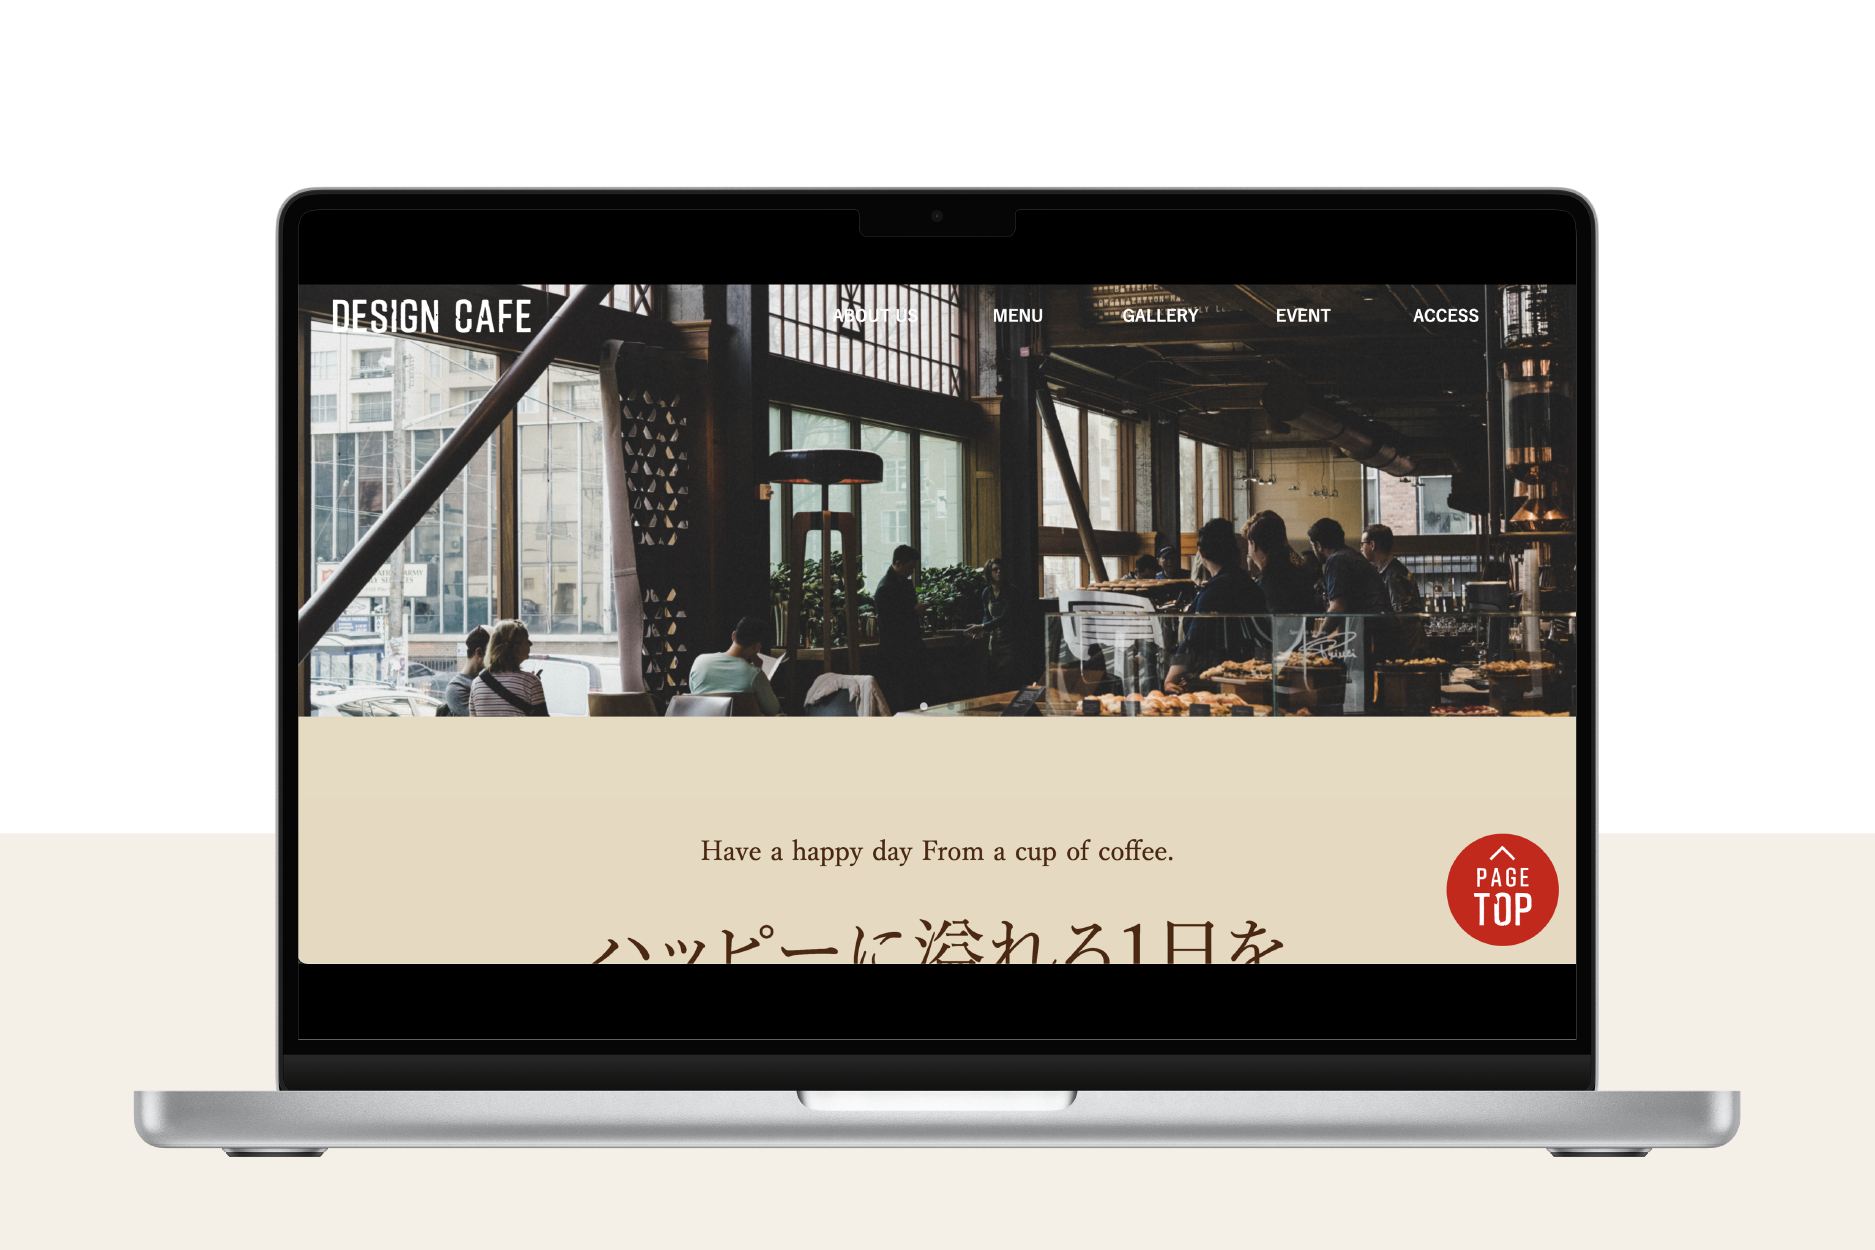 DESIGN CAFE
ABOUT US MENU GALLERY EVENT ACCESS
Have a happy day From a cup of coffee.
ハッピーに溢れる1日を
PAGE
TOP